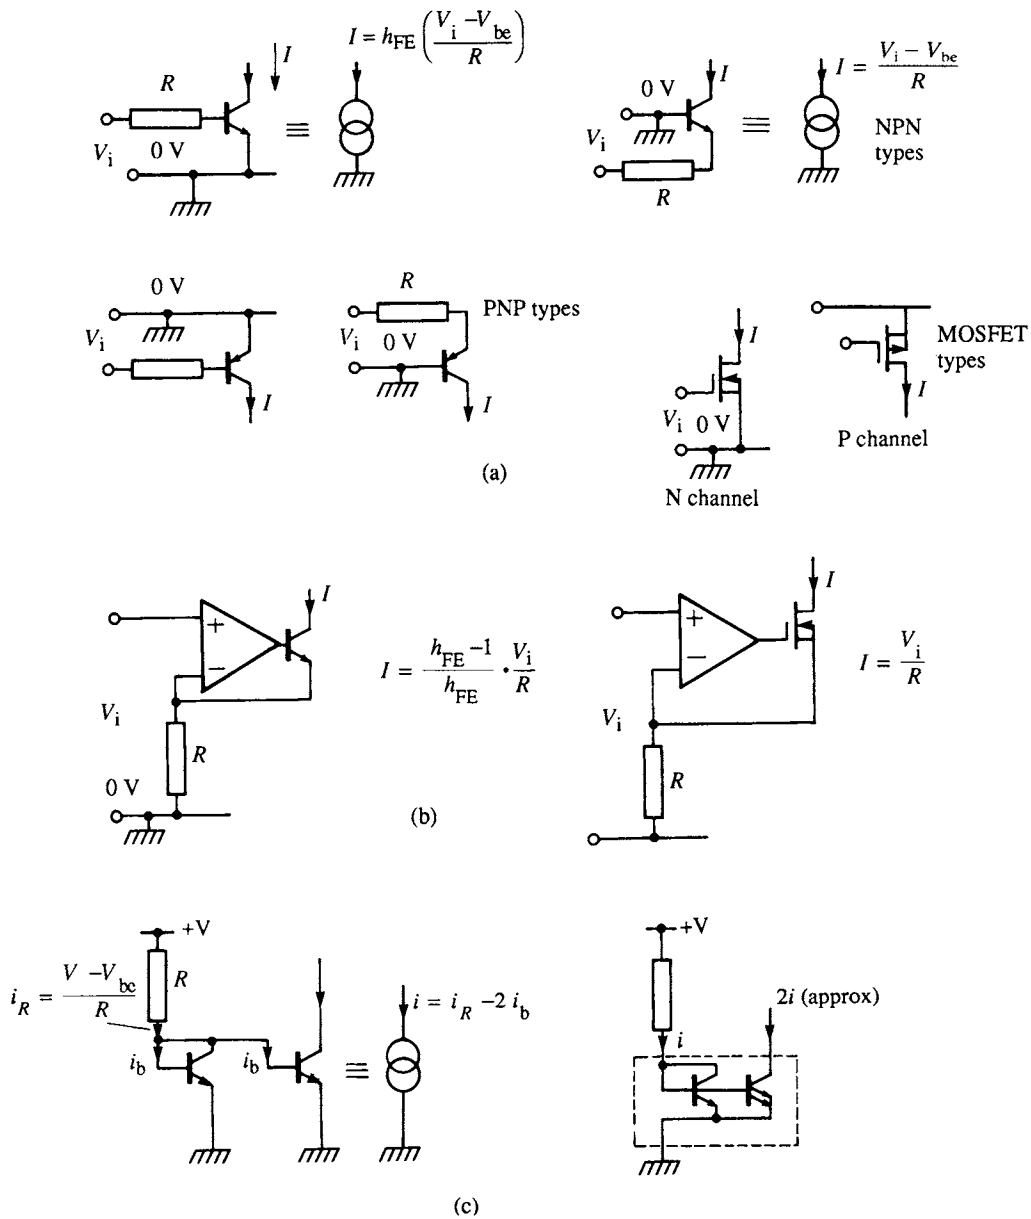 I = h_FE ( (V_i – V_be) / R )
I
R
V_i
0 V
≡
0 V
V_i
R
I
≡
I = (V_i – V_be) / R
NPN
types
0 V
V_i
I
R
V_i
0 V
PNP types
I
I
V_i 0 V
N channel
MOSFET
types
I
P channel
(a)
I
+
–
V_i
R
0 V
I = (h_FE – 1) / h_FE · V_i / R
I
+
–
V_i
R
I = V_i / R
(b)
+V
R
i_R = (V – V_be) / R
i_b
i_b
≡
i = i_R – 2 i_b
+V
i
2i (approx)
(c)